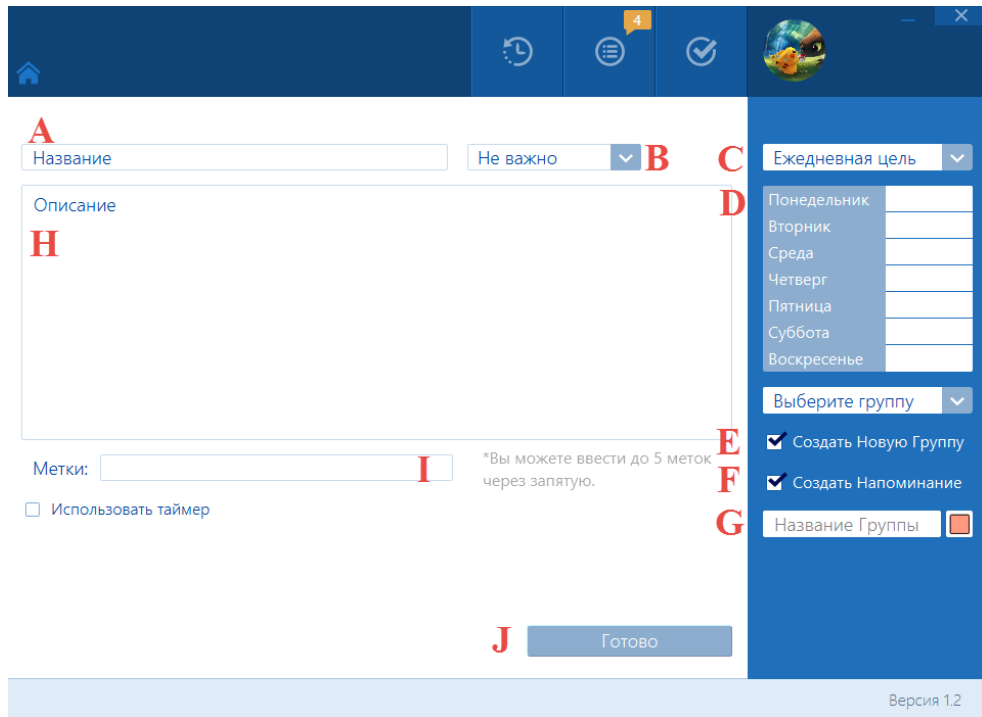 4
A
Название
Не важно
B
C
Ежедневная цель
Описание
H
D
Понедельник
Вторник
Среда
Четверг
Пятница
Суббота
Воскресенье
Выберите группу
E
Создать Новую Группу
Метки:
I
*Вы можете ввести до 5 меток
через запятую.
F
Создать Напоминание
Использовать таймер
G
Название Группы
J
Готово
Версия 1.2